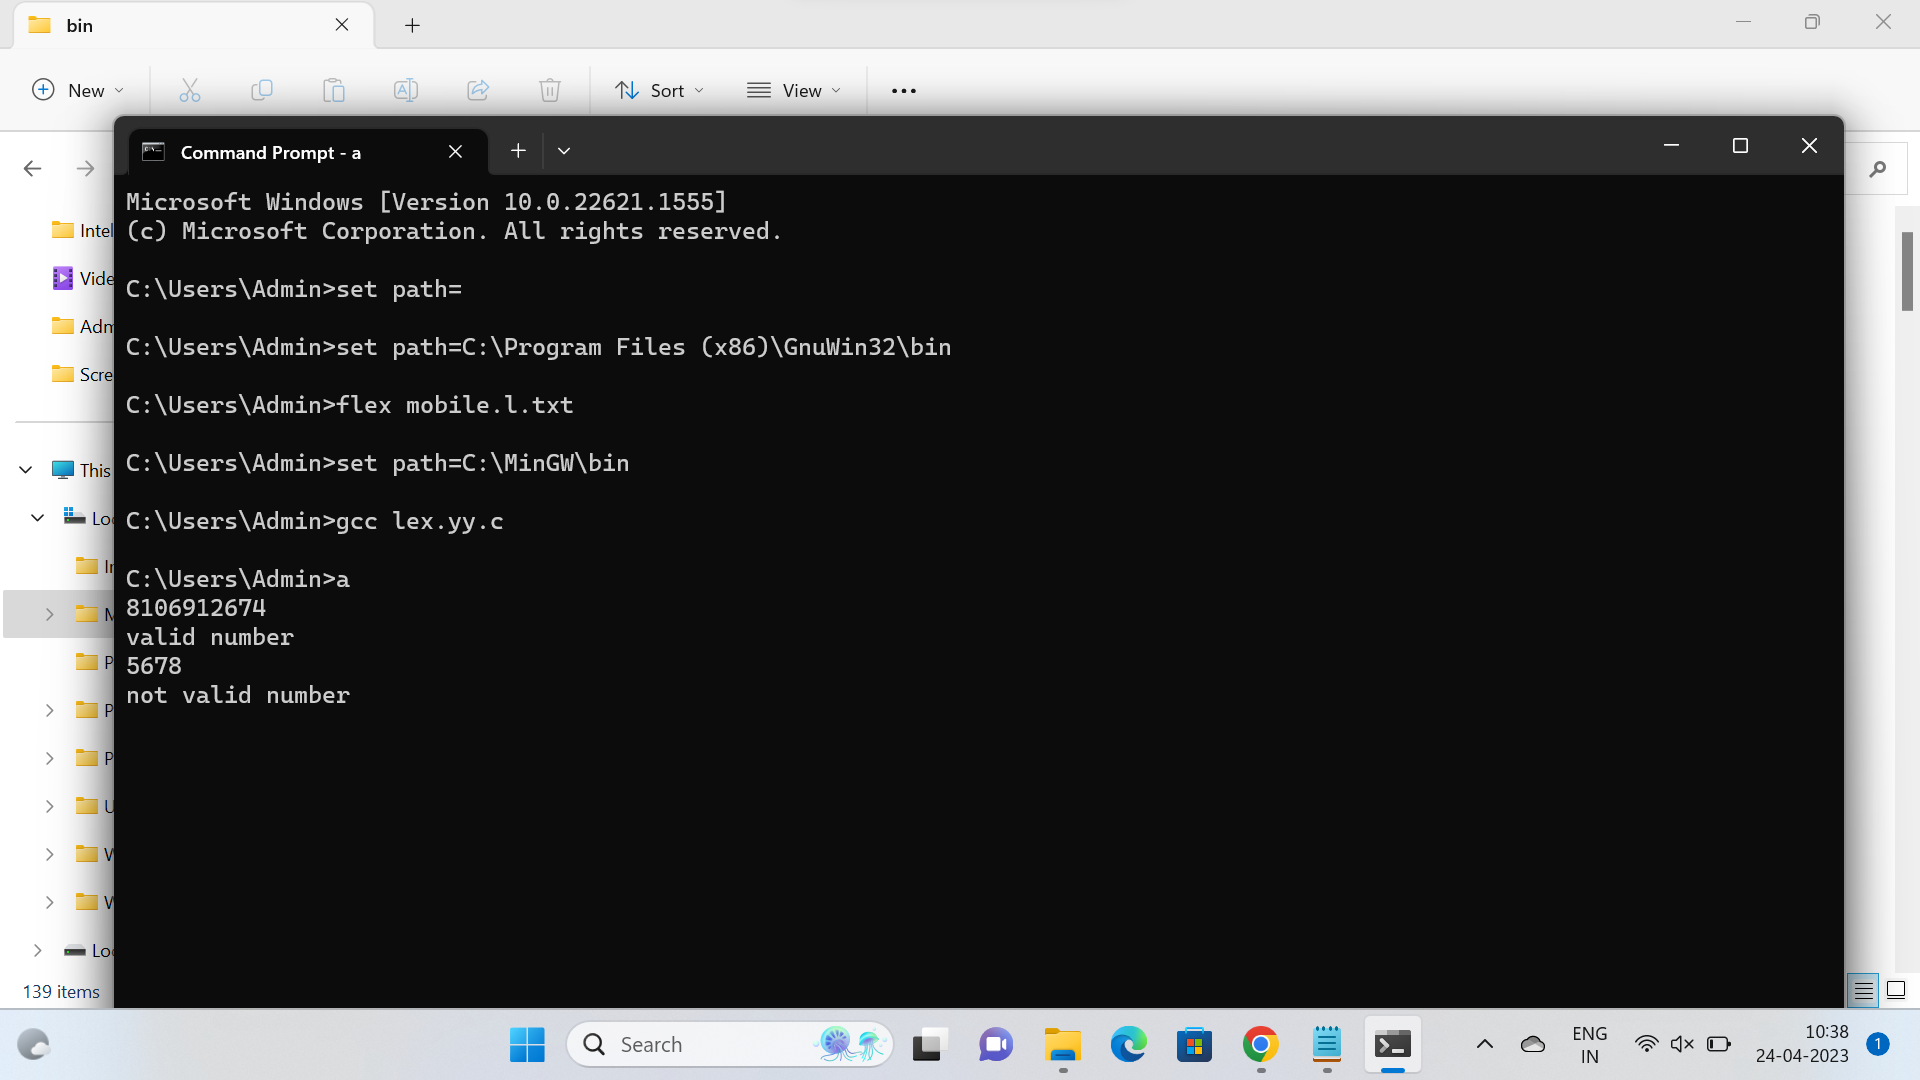 bin
New
Sort
View
Command Prompt - a
Microsoft Windows [Version 10.0.22621.1555]
(c) Microsoft Corporation. All rights reserved.
C:\Users\Admin>set path=
C:\Users\Admin>set path=C:\Program Files (x86)\GnuWin32\bin
C:\Users\Admin>flex mobile.l.txt
C:\Users\Admin>set path=C:\MinGW\bin
C:\Users\Admin>gcc lex.yy.c
C:\Users\Admin>a
8106912674
valid number
5678
not valid number
Intel
Vide
Adm
Scre
This
Loc
P
P
P
U
W
W
Loc
139 items
Search
ENG
IN
10:38
24-04-2023
1